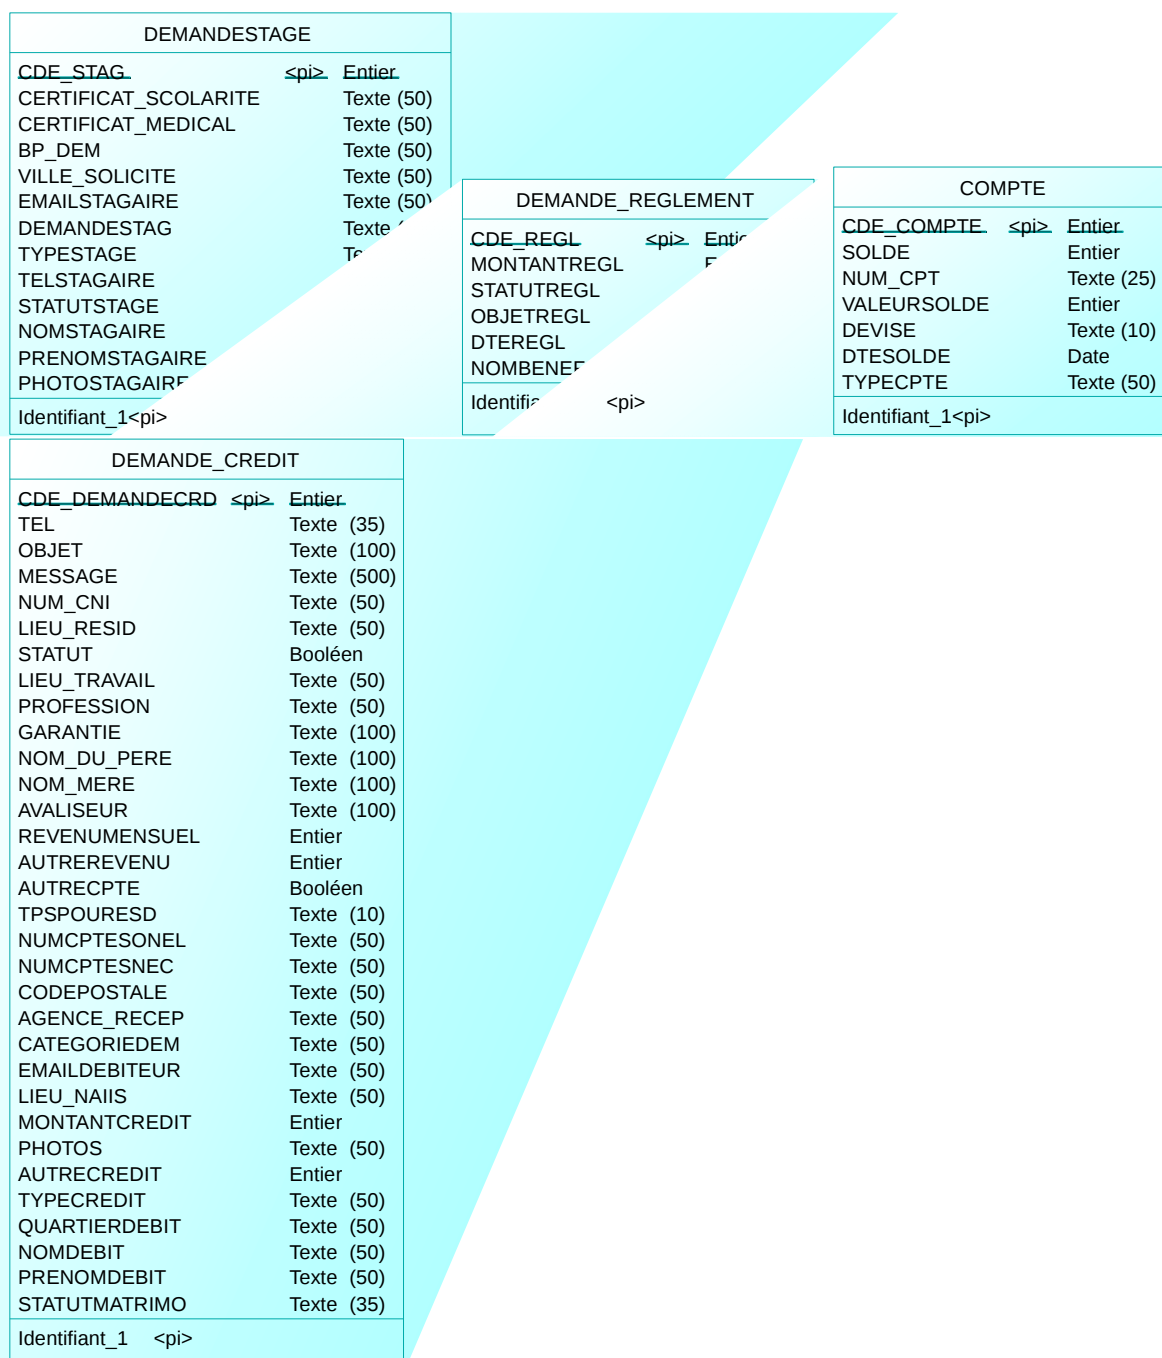 DEMANDESTAGE
CDE_STAG <pi> Entier
CERTIFICAT_SCOLARITE Texte (50)
CERTIFICAT_MEDICAL Texte (50)
BP_DEM Texte (50)
VILLE_SOLICITE Texte (50)
EMAILSTAGAIRE Texte (50)
DEMANDESTAG Texte
TYPESTAGE
TELSTAGAIRE
STATUTSTAGE
NOMSTAGAIRE
PRENOMSTAGAIRE
PHOTOSTAGAIRE
Identifiant_1<pi>
DEMANDE_REGLEMENT
CDE_REGL <pi>
MONTANTREGL
STATUTREGL
OBJETREGL
DTEREGL
<pi>
COMPTE
CDE_COMPTE <pi> Entier
SOLDE Entier
NUM_CPT Texte (25)
VALEURSOLDE Entier
DEVISE Texte (10)
DTESOLDE Date
TYPECPTE Texte (50)
Identifiant_1<pi>
DEMANDE_CREDIT
CDE_DEMANDECRD <pi> Entier
TEL Texte (35)
OBJET Texte (100)
MESSAGE Texte (500)
NUM_CNI Texte (50)
LIEU_RESID Texte (50)
STATUT Booléen
LIEU_TRAVAIL Texte (50)
PROFESSION Texte (50)
GARANTIE Texte (100)
NOM_DU_PERE Texte (100)
NOM_MERE Texte (100)
AVALISEUR Texte (100)
REVENUMENSUEL Entier
AUTREREVENU Entier
AUTRECPTE Booléen
TPSPOURESD Texte (10)
NUMCPTESONEL Texte (50)
NUMCPTESNEC Texte (50)
CODEPOSTALE Texte (50)
AGENCE_RECEP Texte (50)
CATEGORIEDEM Texte (50)
EMAILDEBITEUR Texte (50)
LIEU_NAIIS Texte (50)
MONTANTCREDIT Entier
PHOTOS Texte (50)
AUTRECREDIT Entier
TYPECREDIT Texte (50)
QUARTIERDEBIT Texte (50)
NOMDEBIT Texte (50)
PRENOMDEBIT Texte (50)
STATUTMATRIMO Texte (35)
Identifiant_1 <pi>